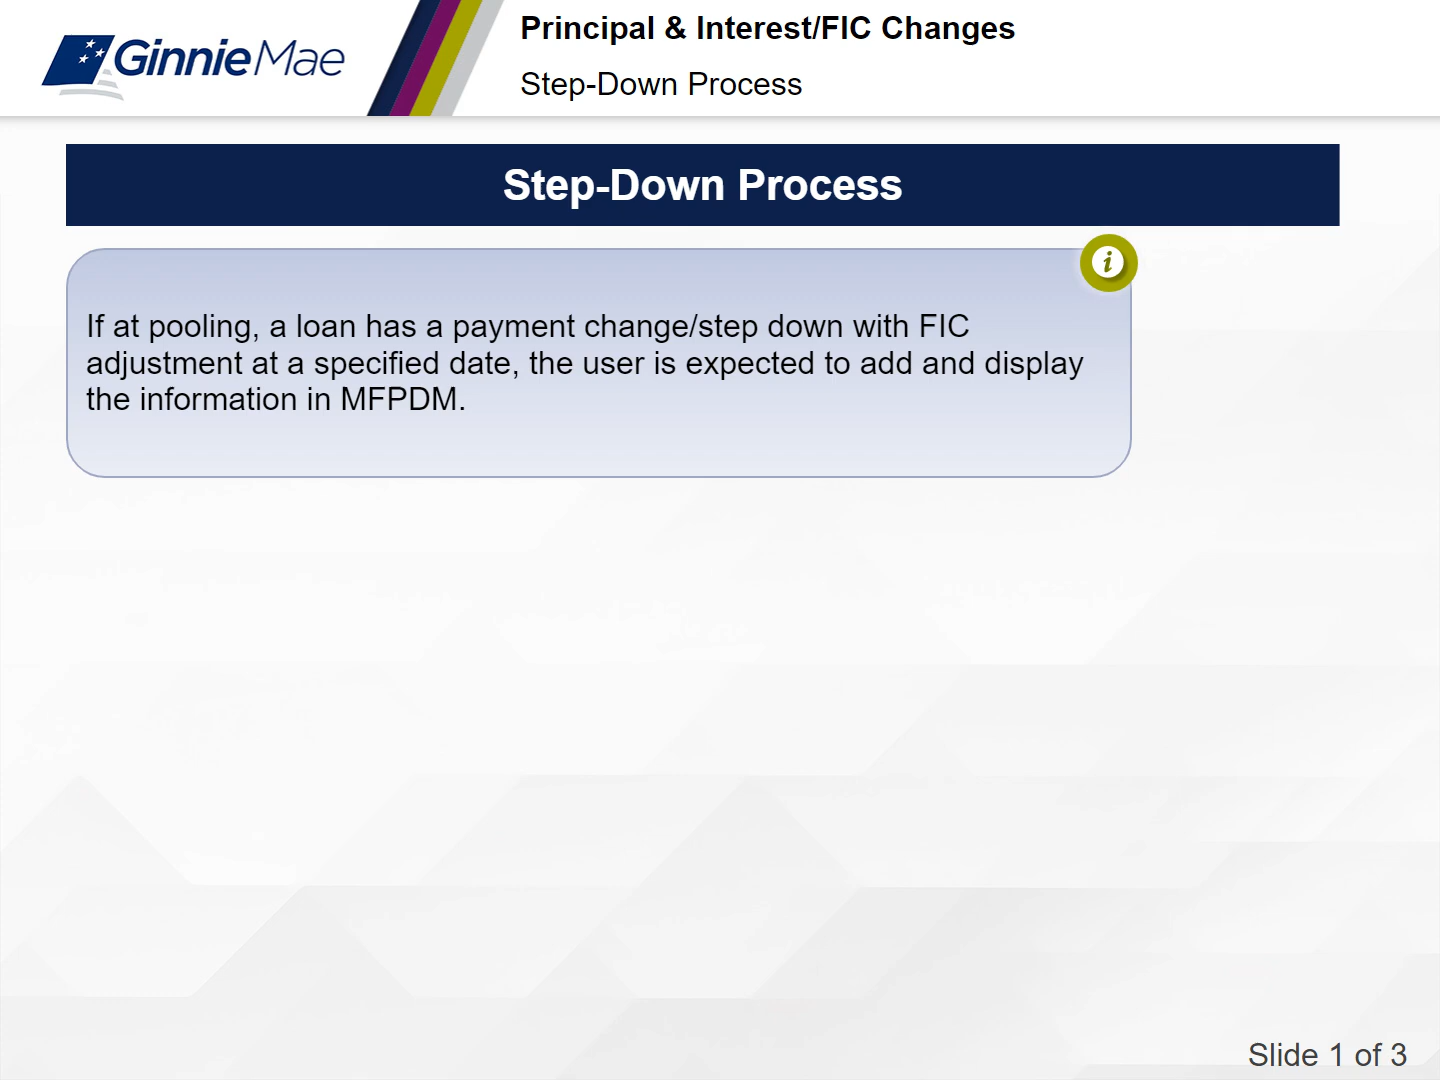 GinnieMae
Principal & Interest/FIC Changes
Step-Down Process
Step-Down Process
i
If at pooling, a loan has a payment change/step down with FIC
adjustment at a specified date, the user is expected to add and display
the information in MFPDM.
Slide 1 of 3